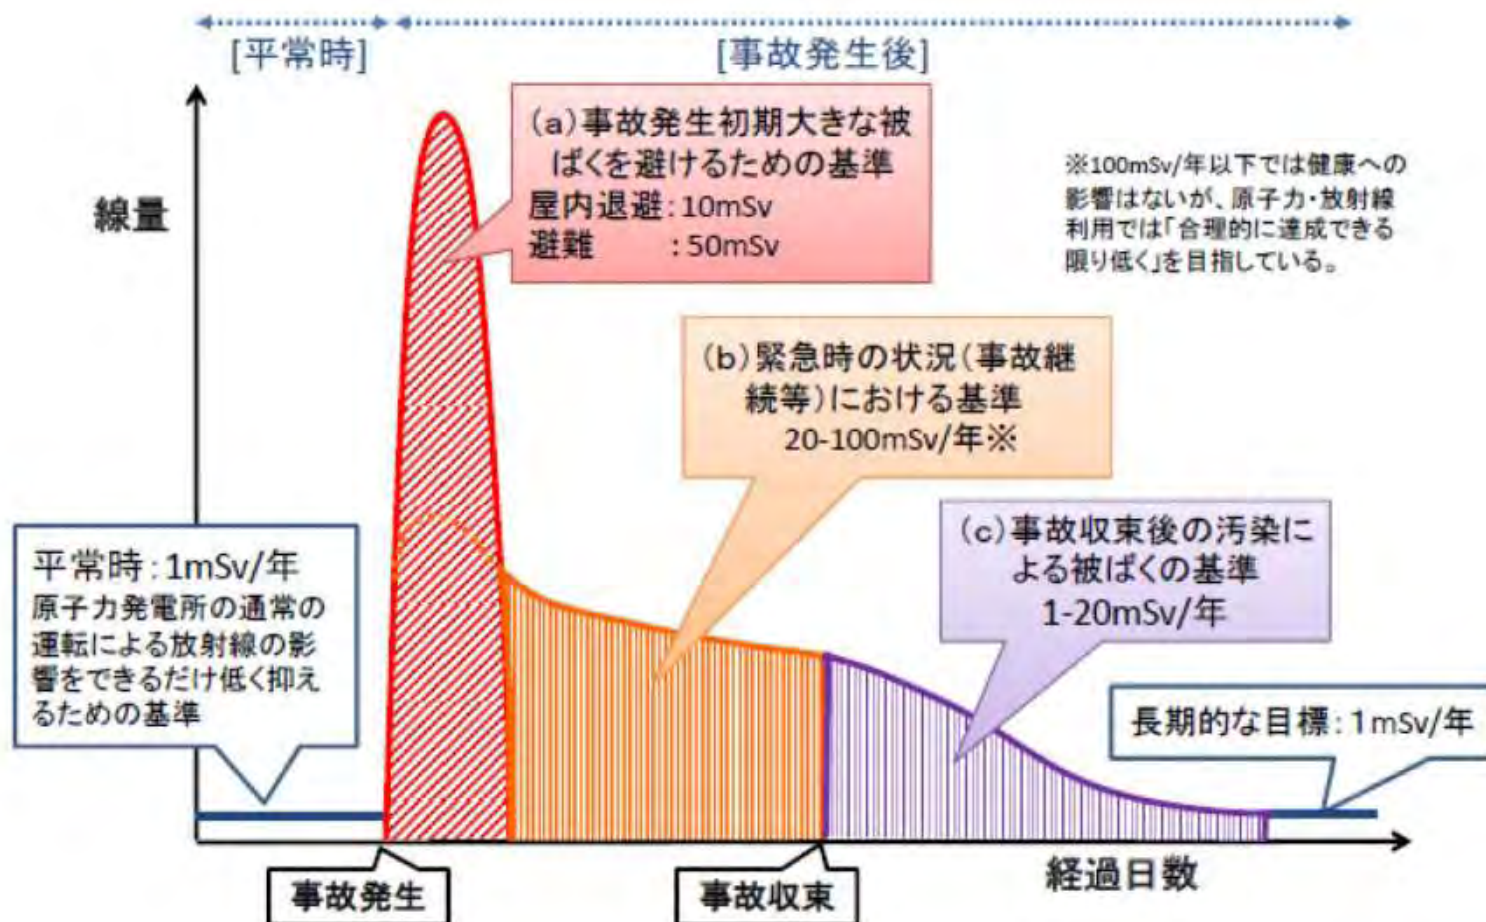 [平常時]
[事故発生後]
線量
(a)事故発生初期大きな被
ばくを避けるための基準
屋内退避:10mSv
避難　　　:50mSv
※100mSv/年以下では健康への
影響はないが、原子力・放射線
利用では「合理的に達成できる
限り低く」を目指している。
(b)緊急時の状況(事故継
続等)における基準
20-100mSv/年※
(c)事故収束後の汚染に
よる被ばくの基準
1-20mSv/年
平常時:1mSv/年
原子力発電所の通常の
運転による放射線の影
響をできるだけ低く抑え
るための基準
長期的な目標:1mSv/年
事故発生
事故収束
経過日数